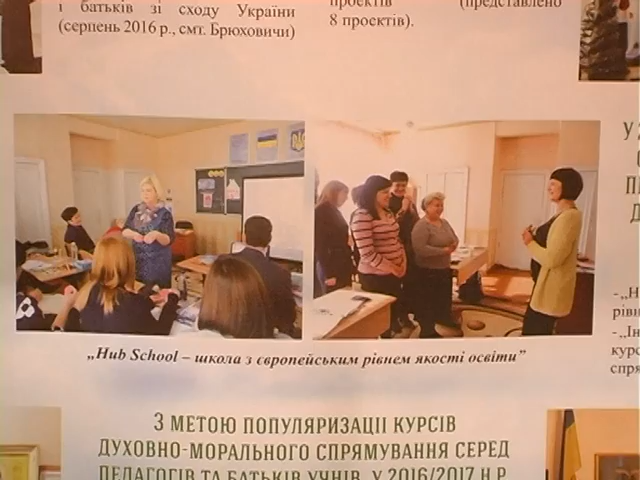 і батьків зі сходу України
(серпень 2016 р., смт. Брюховичи)
проектів (представлено
8 проектів).
„Hub School – школа з європейським рівнем якості освіти”
З МЕТОЮ ПОПУЛЯРИЗАЦІЇ КУРСІВ
ДУХОВНО-МОРАЛЬНОГО СПРЯМУВАННЯ СЕРЕД
ПЕДАГОГІВ ТА БАТЬКІВ УЧНІВ, У 2016/2017 Н.Р.